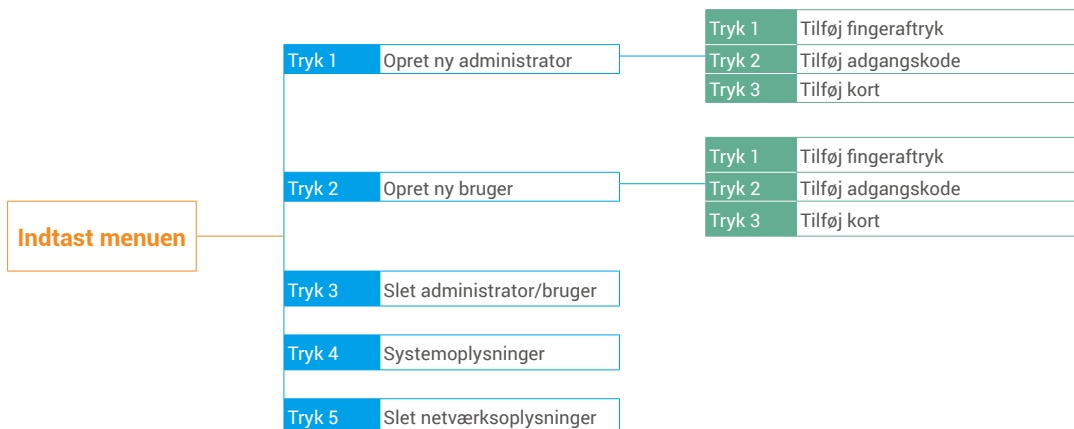 Indtast menuen
Tryk 1 Opret ny administrator
Tryk 1 Tilføj fingeraftryk
Tryk 2 Tilføj adgangskode
Tryk 3 Tilføj kort
Tryk 2 Opret ny bruger
Tryk 1 Tilføj fingeraftryk
Tryk 2 Tilføj adgangskode
Tryk 3 Tilføj kort
Tryk 3 Slet administrator/bruger
Tryk 4 Systemoplysninger
Tryk 5 Slet netværksoplysninger